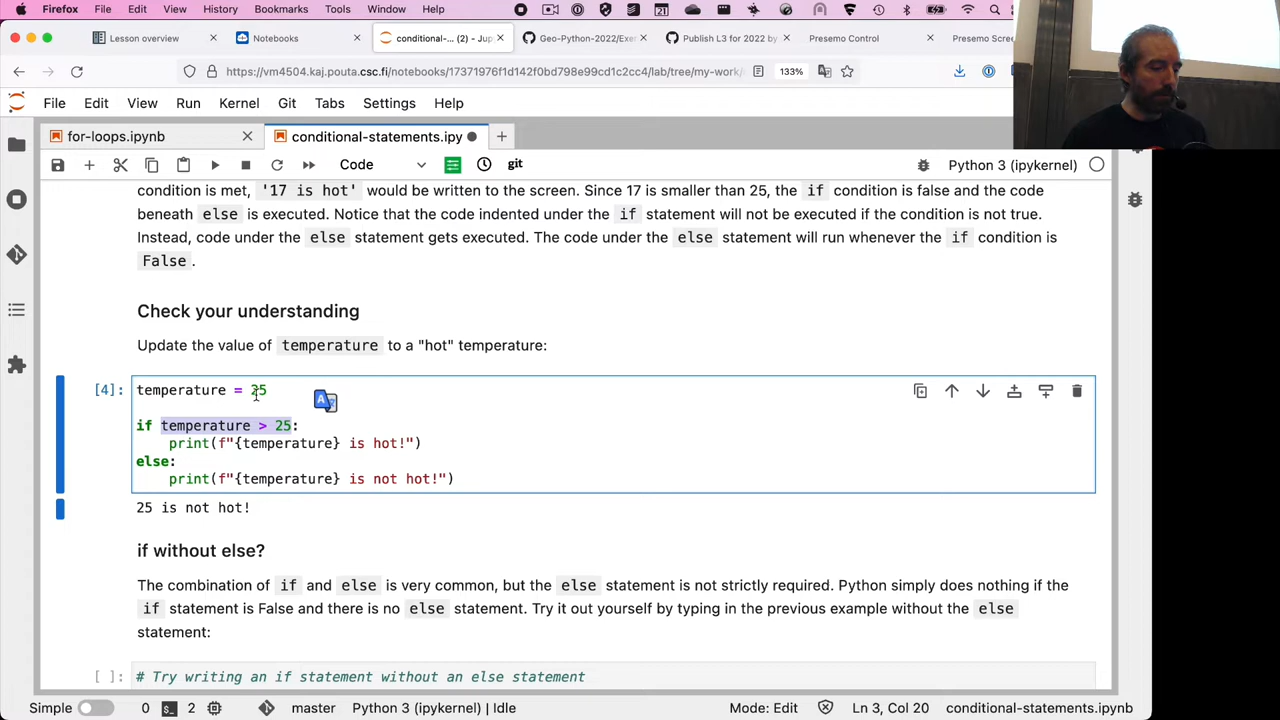 Firefox File Edit View History Bookmarks Profiles Tools Window Help
Lesson overview Notebooks conditional-... (2) - Jup Geo-Python-2022/Exer Publish L3 for 2022 by Presemo Control Presemo Scree
https://vm4504.kaj.pouta.csc.fi/notebooks/17371976f1d142f0bd798e99cd1c2cc4/lab/tree/my-work/ 133%
File Edit View Run Kernel Git Tabs Settings Help
for-loops.ipynb conditional-statements.ipy
Code git Python 3 (ipykernel)
condition is met, '17 is hot' would be written to the screen. Since 17 is smaller than 25, the if condition is false and the code
beneath else is executed. Notice that the code indented under the if statement will not be executed if the condition is not true.
Instead, code under the else statement gets executed. The code under the else statement will run whenever the if condition is
False.
Check your understanding
Update the value of temperature to a "hot" temperature:
[4]: temperature = 25
if temperature > 25:
print(f"{temperature} is hot!")
else:
print(f"{temperature} is not hot!")
25 is not hot!
if without else?
The combination of if and else is very common, but the else statement is not strictly required. Python simply does nothing if the
if statement is False and there is no else statement. Try it out yourself by typing in the previous example without the else
statement:
[ ]: # Try writing an if statement without an else statement
Simple 0 2 master Python 3 (ipykernel) | Idle Mode: Edit Ln 3, Col 20 conditional-statements.ipynb